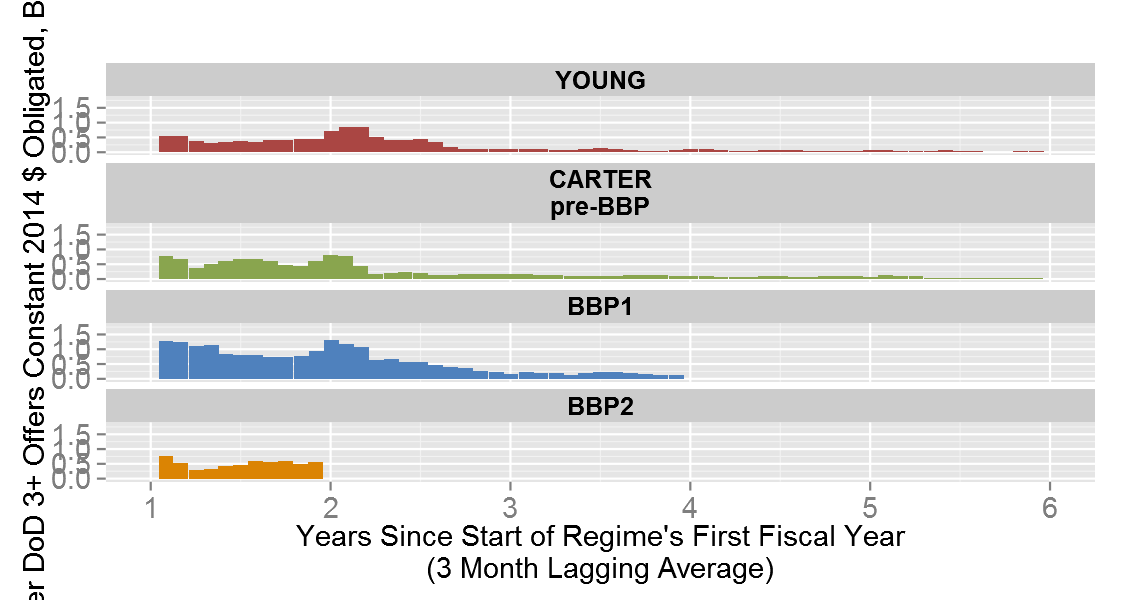 er DoD 3+ Offers Constant 2014 $ Obligated, B
YOUNG
1.5
1.0
0.5
0.0
CARTER
pre-BBP
1.5
1.0
0.5
0.0
BBP1
1.5
1.0
0.5
0.0
BBP2
1.5
1.0
0.5
0.0
1 2 3 4 5 6
Years Since Start of Regime's First Fiscal Year
(3 Month Lagging Average)